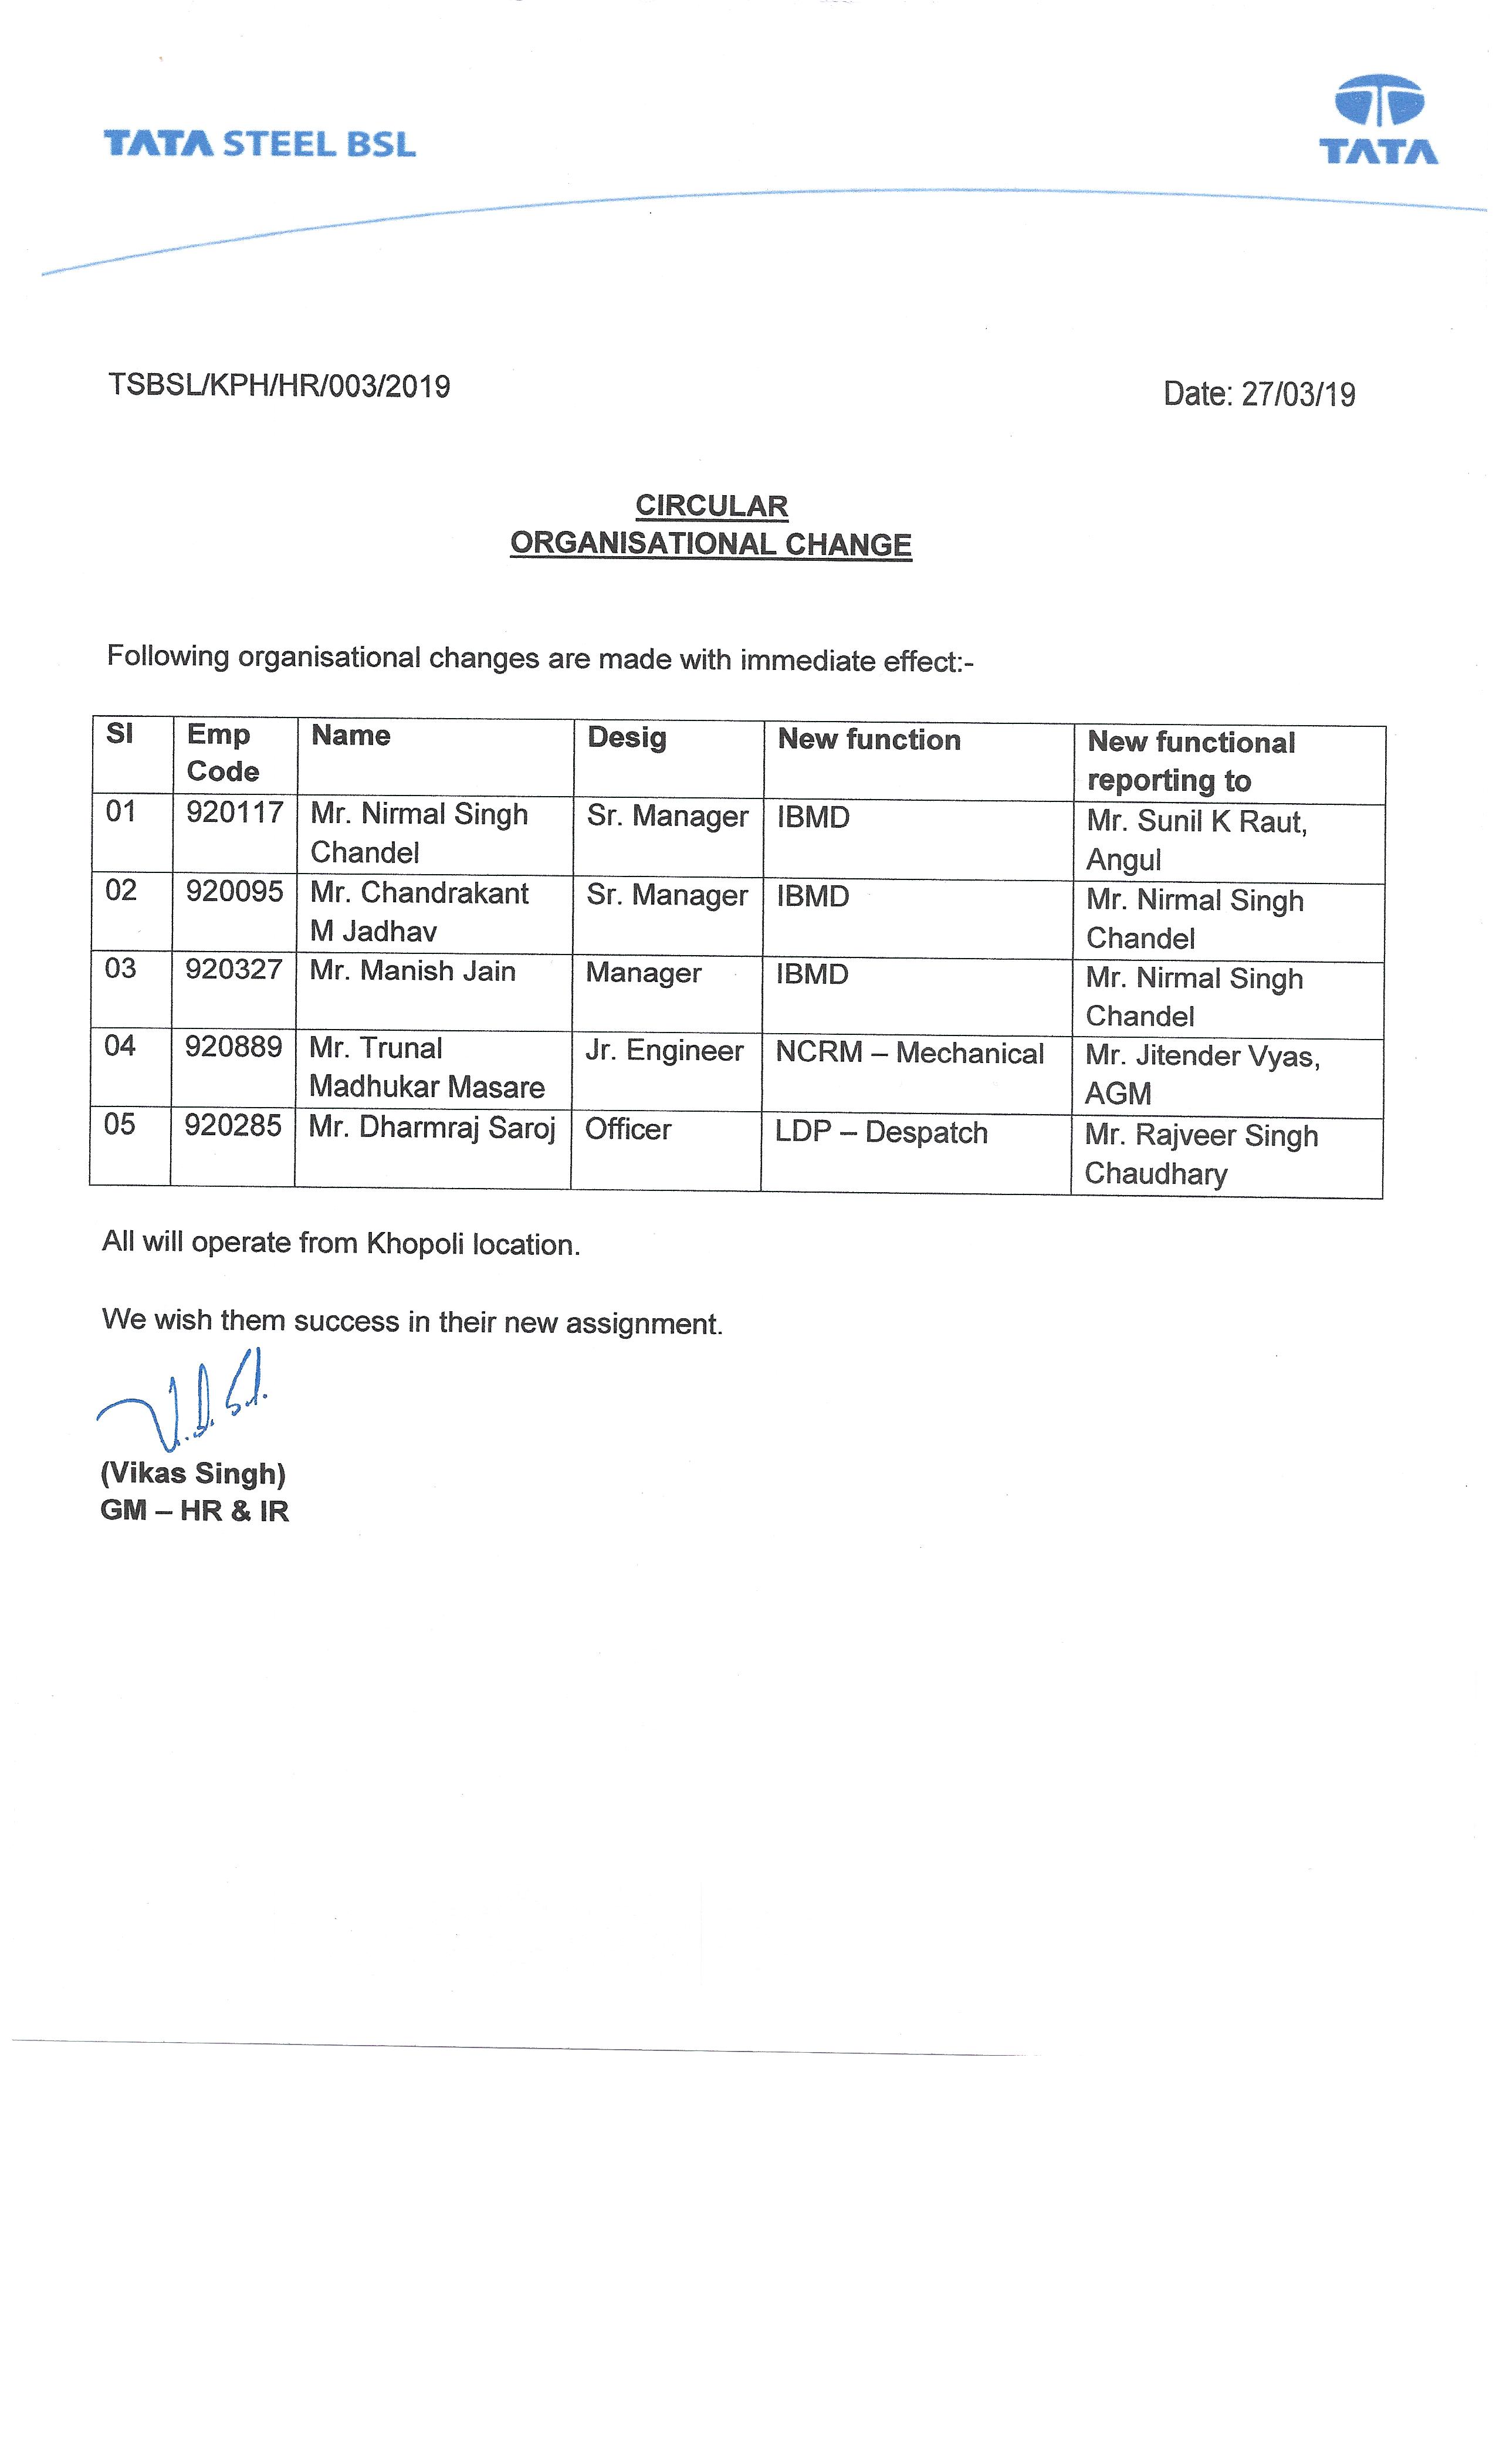 TATA STEEL BSL
TATA
TSBSL/KPH/HR/003/2019
Date: 27/03/19
CIRCULAR
ORGANISATIONAL CHANGE
Following organisational changes are made with immediate effect:-
Sl Emp Code Name Desig New function New functional reporting to
01 920117 Mr. Nirmal Singh Chandel Sr. Manager IBMD Mr. Sunil K Raut, Angul
02 920095 Mr. Chandrakant M Jadhav Sr. Manager IBMD Mr. Nirmal Singh Chandel
03 920327 Mr. Manish Jain Manager IBMD Mr. Nirmal Singh Chandel
04 920889 Mr. Trunal Madhukar Masare Jr. Engineer NCRM – Mechanical Mr. Jitender Vyas, AGM
05 920285 Mr. Dharmraj Saroj Officer LDP – Despatch Mr. Rajveer Singh Chaudhary
All will operate from Khopoli location.
We wish them success in their new assignment.
(Vikas Singh)
GM – HR & IR